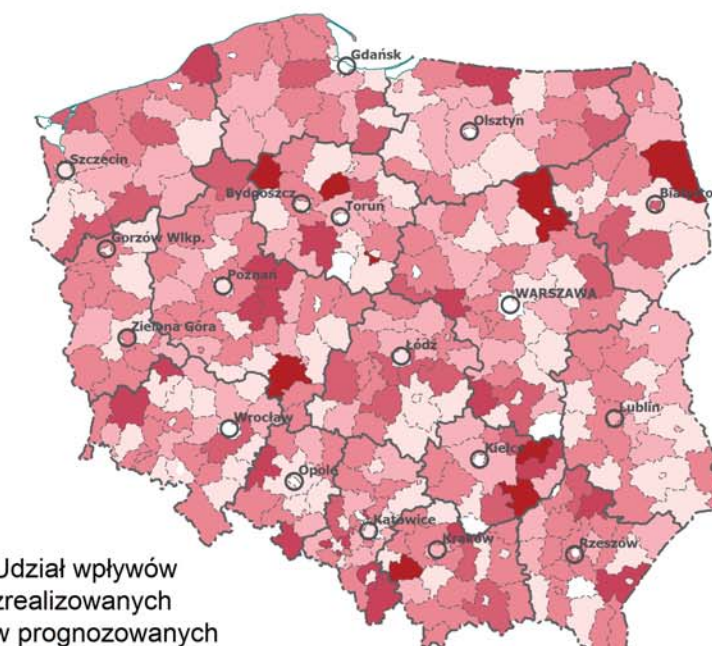 Gdańsk
Olsztyn
Szczecin
Bydgoszcz
Toruń
Białysto
Gorzów Wlkp.
Poznań
WARSZAWA
Zielona Góra
Łódź
Wrocław
Lublin
Kielce
Opole
Katowice
Kraków
Rzeszów
Udział wpływów
zrealizowanych
w prognozowanych